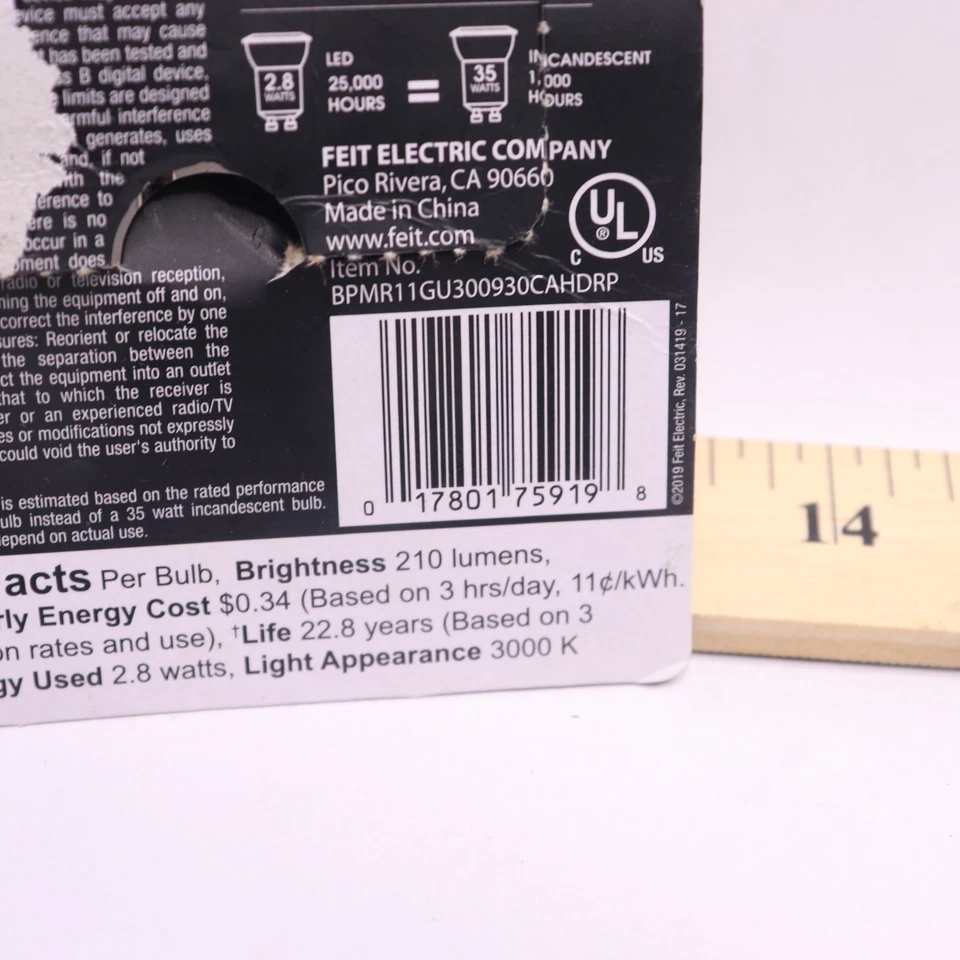 vice must accept any
ence that may cause
has been tested and
s B digital device,
limits are designed
armful interference
generates, uses
and, if not
ith the
erence to
ere is no
occur in a
oment does
radio or television reception,
ning the equipment off and on,
correct the interference by one
sures: Reorient or relocate the
the separation between the
ct the equipment into an outlet
hat to which the receiver is
er or an experienced radio/TV
es or modifications not expressly
could void the user's authority to
is estimated based on the rated performance
ulb instead of a 35 watt incandescent bulb.
epend on actual use.
2.8 WATTS
LED
25,000
HOURS
=
35 WATTS
INCANDESCENT
1,000
HOURS
FEIT ELECTRIC COMPANY
Pico Rivera, CA 90660
Made in China
www.feit.com
Item No.
BPMR11GU300930CAHDRP
UL
®
C US
0 17801 75919 8
©2019 Feit Electric, Rev. 031419 - 17
acts Per Bulb, Brightness 210 lumens,
rly Energy Cost $0.34 (Based on 3 hrs/day, 11¢/kWh.
on rates and use), †Life 22.8 years (Based on 3
gy Used 2.8 watts, Light Appearance 3000 K
14